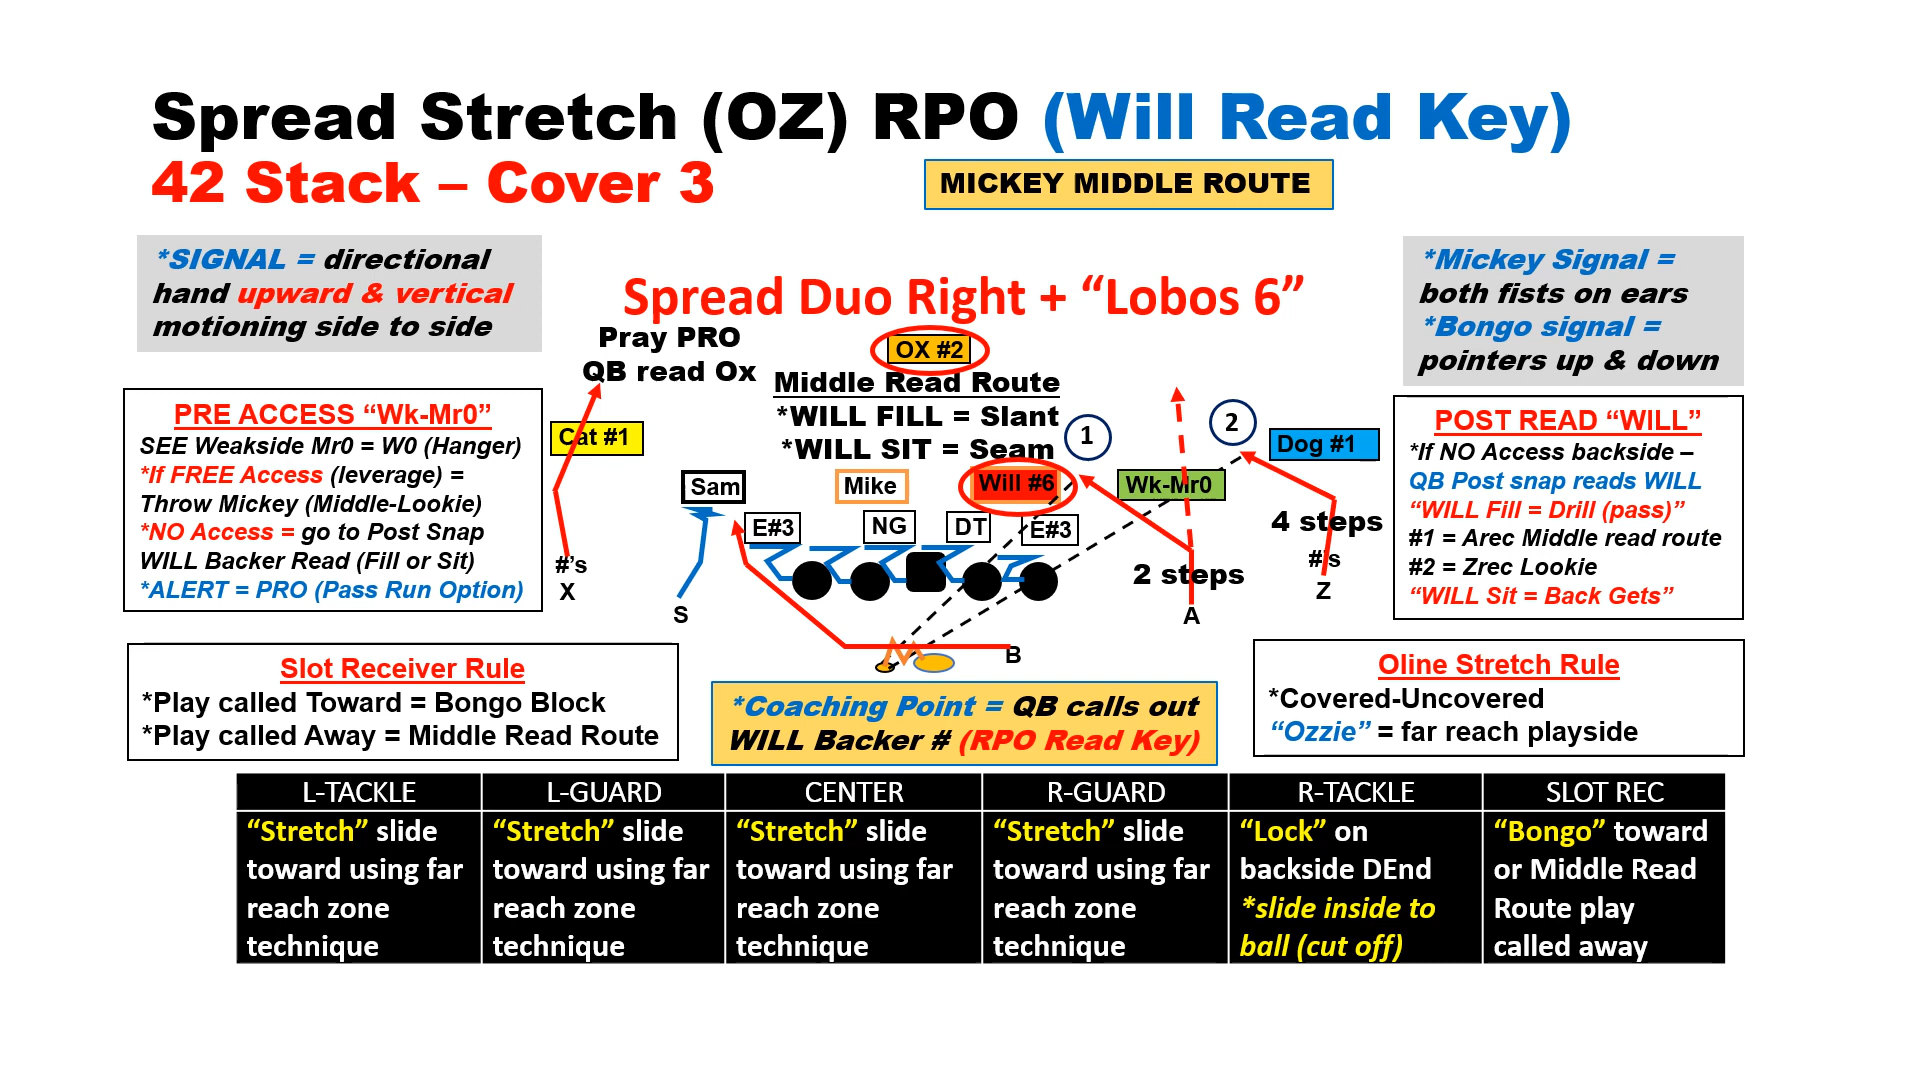 Spread Stretch (OZ) RPO (Will Read Key)
42 Stack – Cover 3
MICKEY MIDDLE ROUTE
*SIGNAL = directional
hand upward & vertical
motioning side to side
Spread Duo Right + “Lobos 6”
*Mickey Signal =
both fists on ears
*Bongo signal =
pointers up & down
Pray PRO
QB read Ox
OX #2
Middle Read Route
*WILL FILL = Slant
*WILL SIT = Seam
PRE ACCESS “Wk-Mr0”
SEE Weakside Mr0 = W0 (Hanger)
*If FREE Access (leverage) =
Throw Mickey (Middle-Lookie)
*NO Access = go to Post Snap
WILL Backer Read (Fill or Sit)
*ALERT = PRO (Pass Run Option)
Cat #1
1
2
Dog #1
Sam
Mike
Will #6
Wk-Mr0
E#3
NG
DT
E#3
4 steps
2 steps
#’s
X
S
#’s
Z
A
B
POST READ “WILL”
*If NO Access backside –
QB Post snap reads WILL
“WILL Fill = Drill (pass)”
#1 = Arec Middle read route
#2 = Zrec Lookie
“WILL Sit = Back Gets”
Slot Receiver Rule
*Play called Toward = Bongo Block
*Play called Away = Middle Read Route
*Coaching Point = QB calls out
WILL Backer # (RPO Read Key)
Oline Stretch Rule
*Covered-Uncovered
“Ozzie” = far reach playside
L-TACKLE
“Stretch” slide
toward using far
reach zone
technique
L-GUARD
“Stretch” slide
toward using far
reach zone
technique
CENTER
“Stretch” slide
toward using far
reach zone
technique
R-GUARD
“Stretch” slide
toward using far
reach zone
technique
R-TACKLE
“Lock” on
backside DEnd
*slide inside to
ball (cut off)
SLOT REC
“Bongo” toward
or Middle Read
Route play
called away